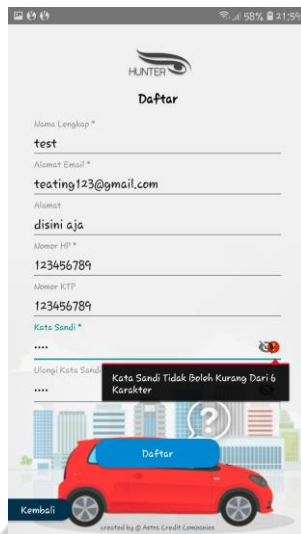 58% 21:59
HUNTER
Daftar
Nama Lengkap *
test
Alamat Email *
teating123@gmail.com
Alamat
disini aja
Nomor HP *
123456789
Nomor KTP
123456789
Kata Sandi *
••••
Ulangi Kata Sandi
Kata Sandi Tidak Boleh Kurang Dari 6
Karakter
••••
Daftar
Kembali
created by @ Astra Credit Companies